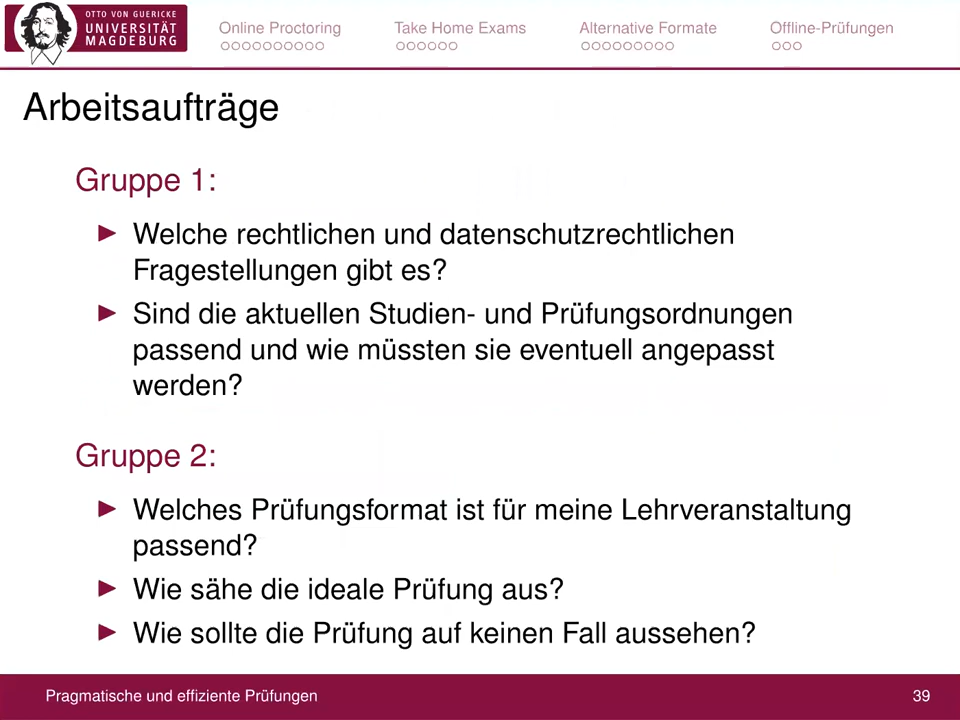 OTTO VON GUERICKE
UNIVERSITÄT
MAGDEBURG
Online Proctoring
Take Home Exams
Alternative Formate
Offline-Prüfungen
Arbeitsaufträge
Gruppe 1:
Welche rechtlichen und datenschutzrechtlichen
Fragestellungen gibt es?
Sind die aktuellen Studien- und Prüfungsordnungen
passend und wie müssten sie eventuell angepasst
werden?
Gruppe 2:
Welches Prüfungsformat ist für meine Lehrveranstaltung
passend?
Wie sähe die ideale Prüfung aus?
Wie sollte die Prüfung auf keinen Fall aussehen?
Pragmatische und effiziente Prüfungen
39